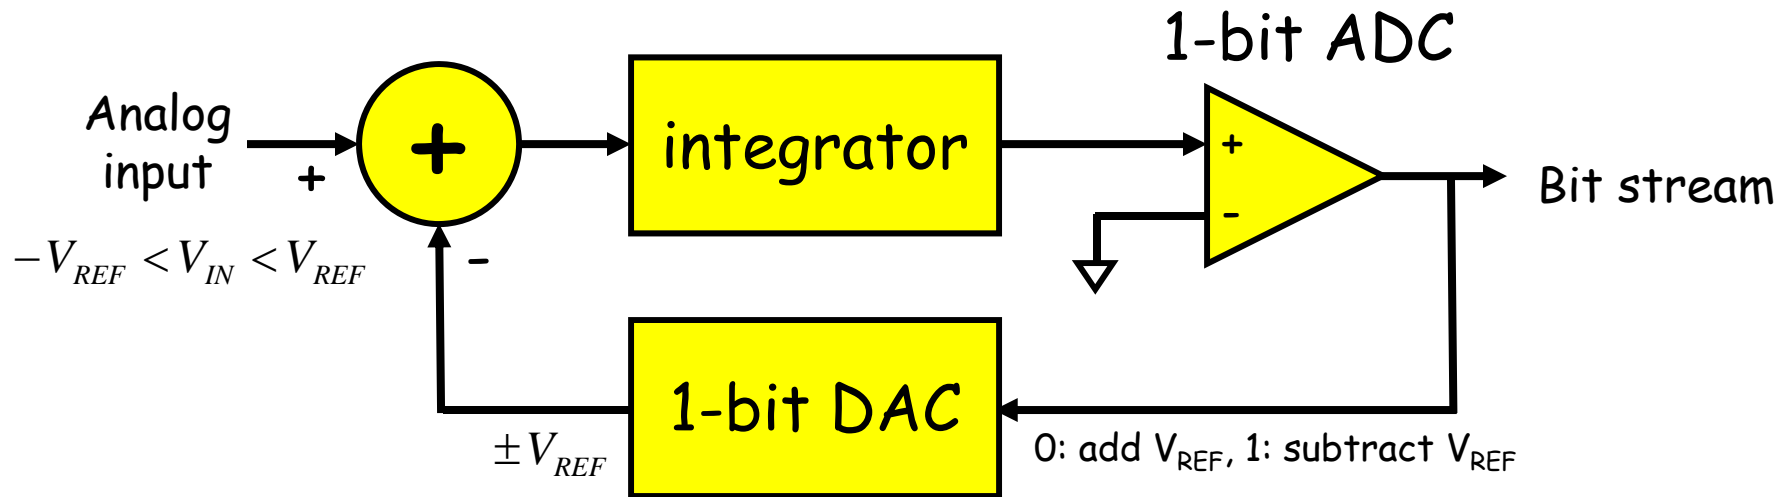 1-bit ADC
Analog
input
+
+
integrator
+
-
Bit stream
-V_REF < V_IN < V_REF
-
1-bit DAC
±V_REF
0: add V_REF, 1: subtract V_REF